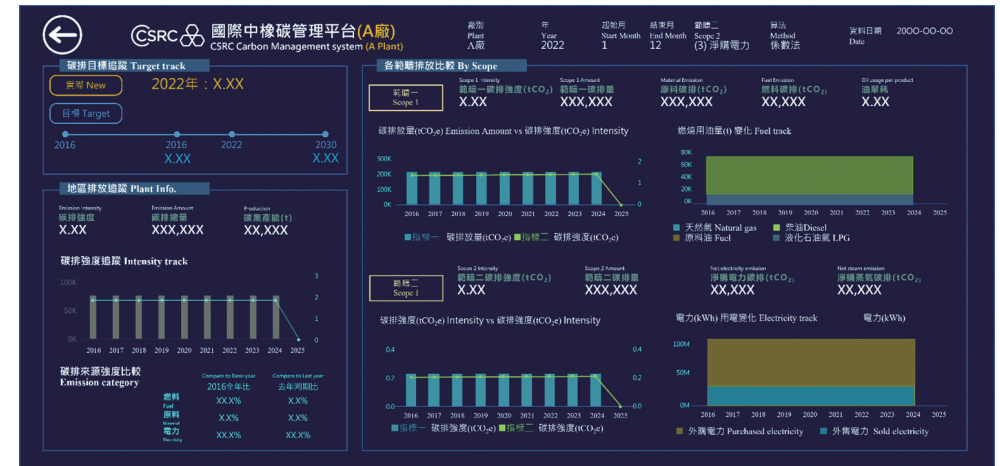 CSRC 國際中橡碳管理平台(A廠)
CSRC Carbon Management system (A Plant)
廠別 年 起始月 結束月 範疇二 算法 資料日期 2000-00-00
Plant Year Start Month End Month Scope 2 Method Date
A廠 2022 1 12 (3) 淨購電力 係數法
碳排目標追蹤 Target track
實際 New 2022年：X.XX
目標 Target
2016 2016 2022 2030
X.XX X.XX
地區排放追蹤 Plant Info.
Emission Intensity Emission Amount Production
碳排強度 碳排總量 碳黑產能(t)
X.XX XXX,XXX XX,XXX
碳排強度追蹤 Intensity track
100K 50K 0K
3 2 1 0
2016 2017 2018 2019 2020 2021 2022 2023 2024 2025
碳排來源強度比較
Emission category
Compare to Base-year Compare to Last year
2016全年比 去年同期比
燃料 XX.X% X.X%
Fuel
原料 X.X% X.X%
Material
電力 XX.X% XX.X%
Electricity
各範疇排放比較 By Scope
範疇一
Scope 1
Scope 1 Intensity Scope 1 Amount Material Emission Fuel Emission Oil usage per product
範疇一碳排強度(tCO2) 範疇一碳排量 原料碳排(tCO2) 燃料碳排(tCO2) 油單耗
X.XX XXX,XXX XXX,XXX XX,XXX X.XX
碳排放量(tCO2e) Emission Amount vs 碳排強度(tCO2e) Intensity
300K 200K 100K 0K
2 1 0
2016 2017 2018 2019 2020 2021 2022 2023 2024 2025
指標一 碳排放量(tCO2e) 指標二 碳排強度(tCO2e)
燃燒用油量(t) 變化 Fuel track
80K 60K 40K 20K 0K
2016 2017 2018 2019 2020 2021 2022 2023 2024 2025
天然氣 Natural gas 柴油Diesel
原料油 Fuel 液化石油氣 LPG
範疇二
Scope 1
Scope 2 Intensity Scope 2 Amount Net electricity emission Net steam emission
範疇二碳排強度(tCO2) 範疇二碳排量 淨購電力碳排(tCO2) 淨購蒸氣碳排(tCO2)
X.XX XXX,XXX XX,XXX XX,XXX
碳排強度(tCO2e) Intensity vs 碳排強度(tCO2e) Intensity
0.4 0.2 0.0
0.4 0.2 0.0
2016 2017 2018 2019 2020 2021 2022 2023 2024 2025
指標一 碳排強度(tCO2e) 指標二 碳排強度(tCO2e)
電力(kWh) 用電變化 Electricity track 電力(kWh)
100M 50M 0M
2016 2017 2018 2019 2020 2021 2022 2023 2024 2025
外購電力 Purchased electricity 外售電力 Sold electricity